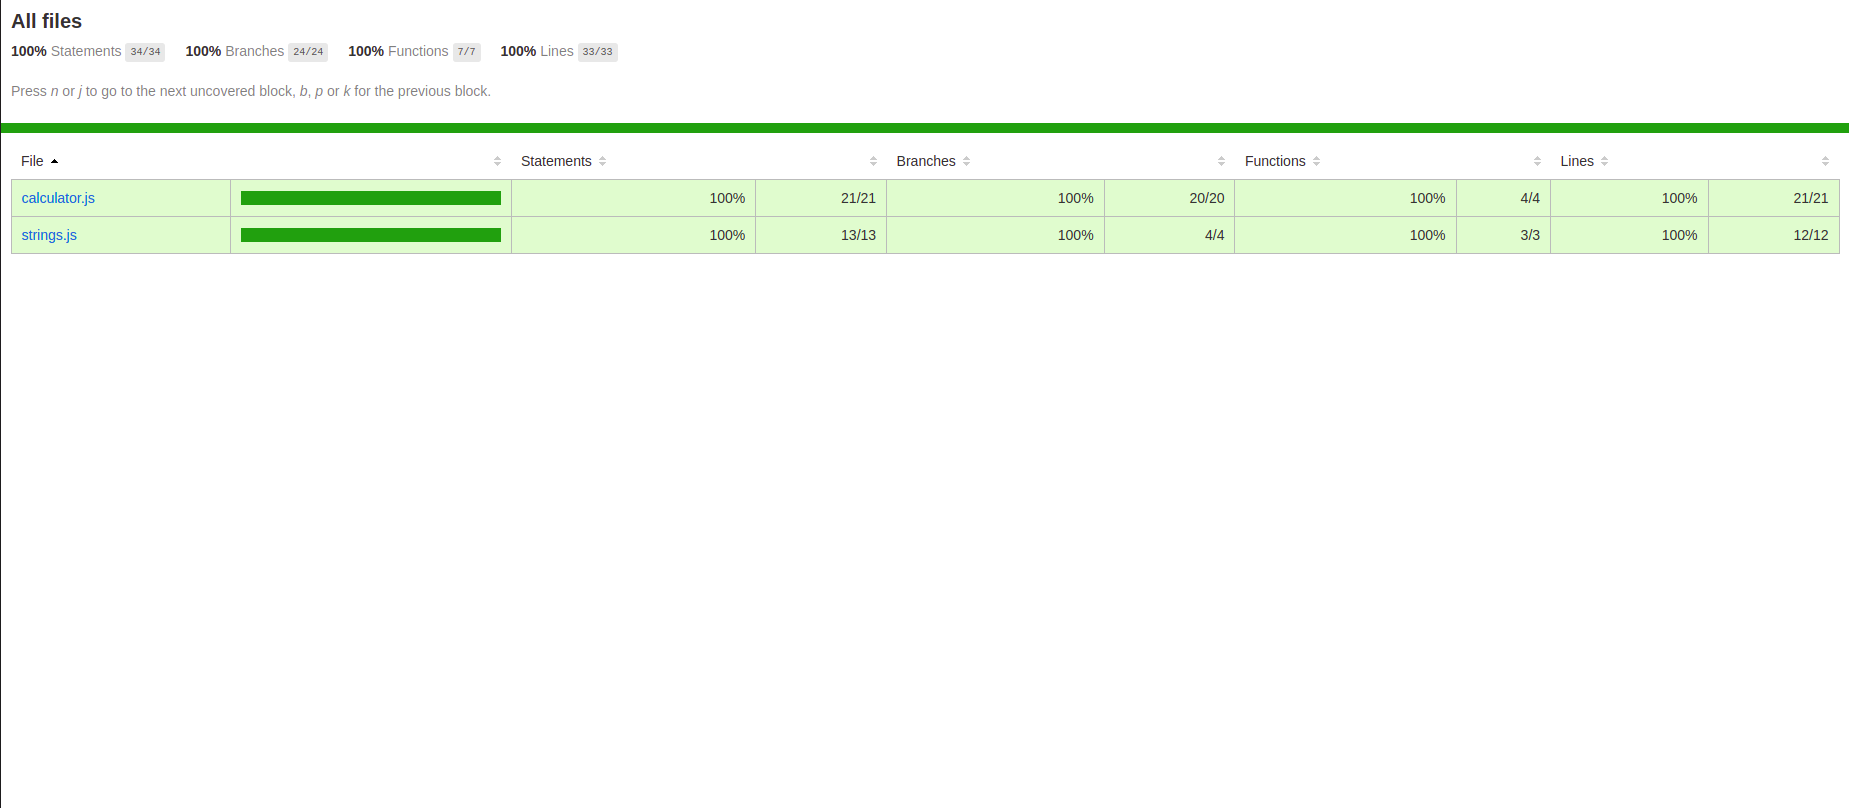 All files
100% Statements 34/34 100% Branches 24/24 100% Functions 7/7 100% Lines 33/33
Press n or j to go to the next uncovered block, b, p or k for the previous block.
File Statements Branches Functions Lines
calculator.js 100% 21/21 100% 20/20 100% 4/4 100% 21/21
strings.js 100% 13/13 100% 4/4 100% 3/3 100% 12/12